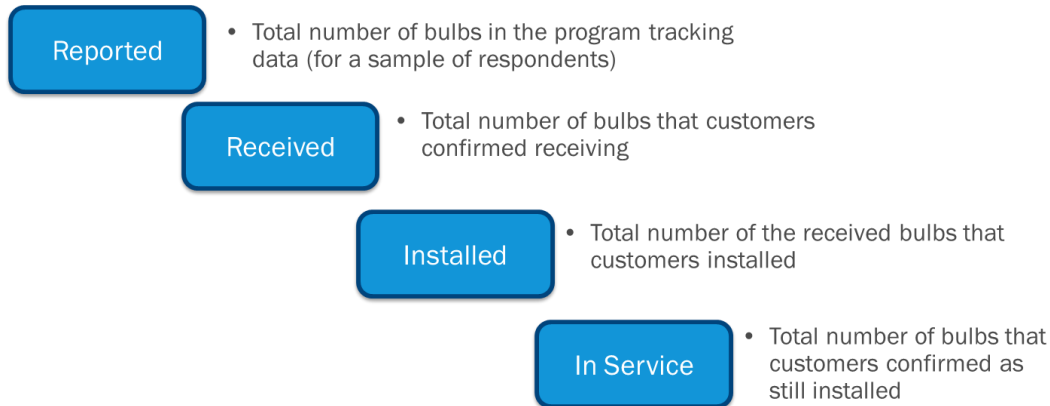 Reported
• Total number of bulbs in the program tracking
data (for a sample of respondents)
Received
• Total number of bulbs that customers
confirmed receiving
Installed
• Total number of the received bulbs that
customers installed
In Service
• Total number of bulbs that
customers confirmed as
still installed